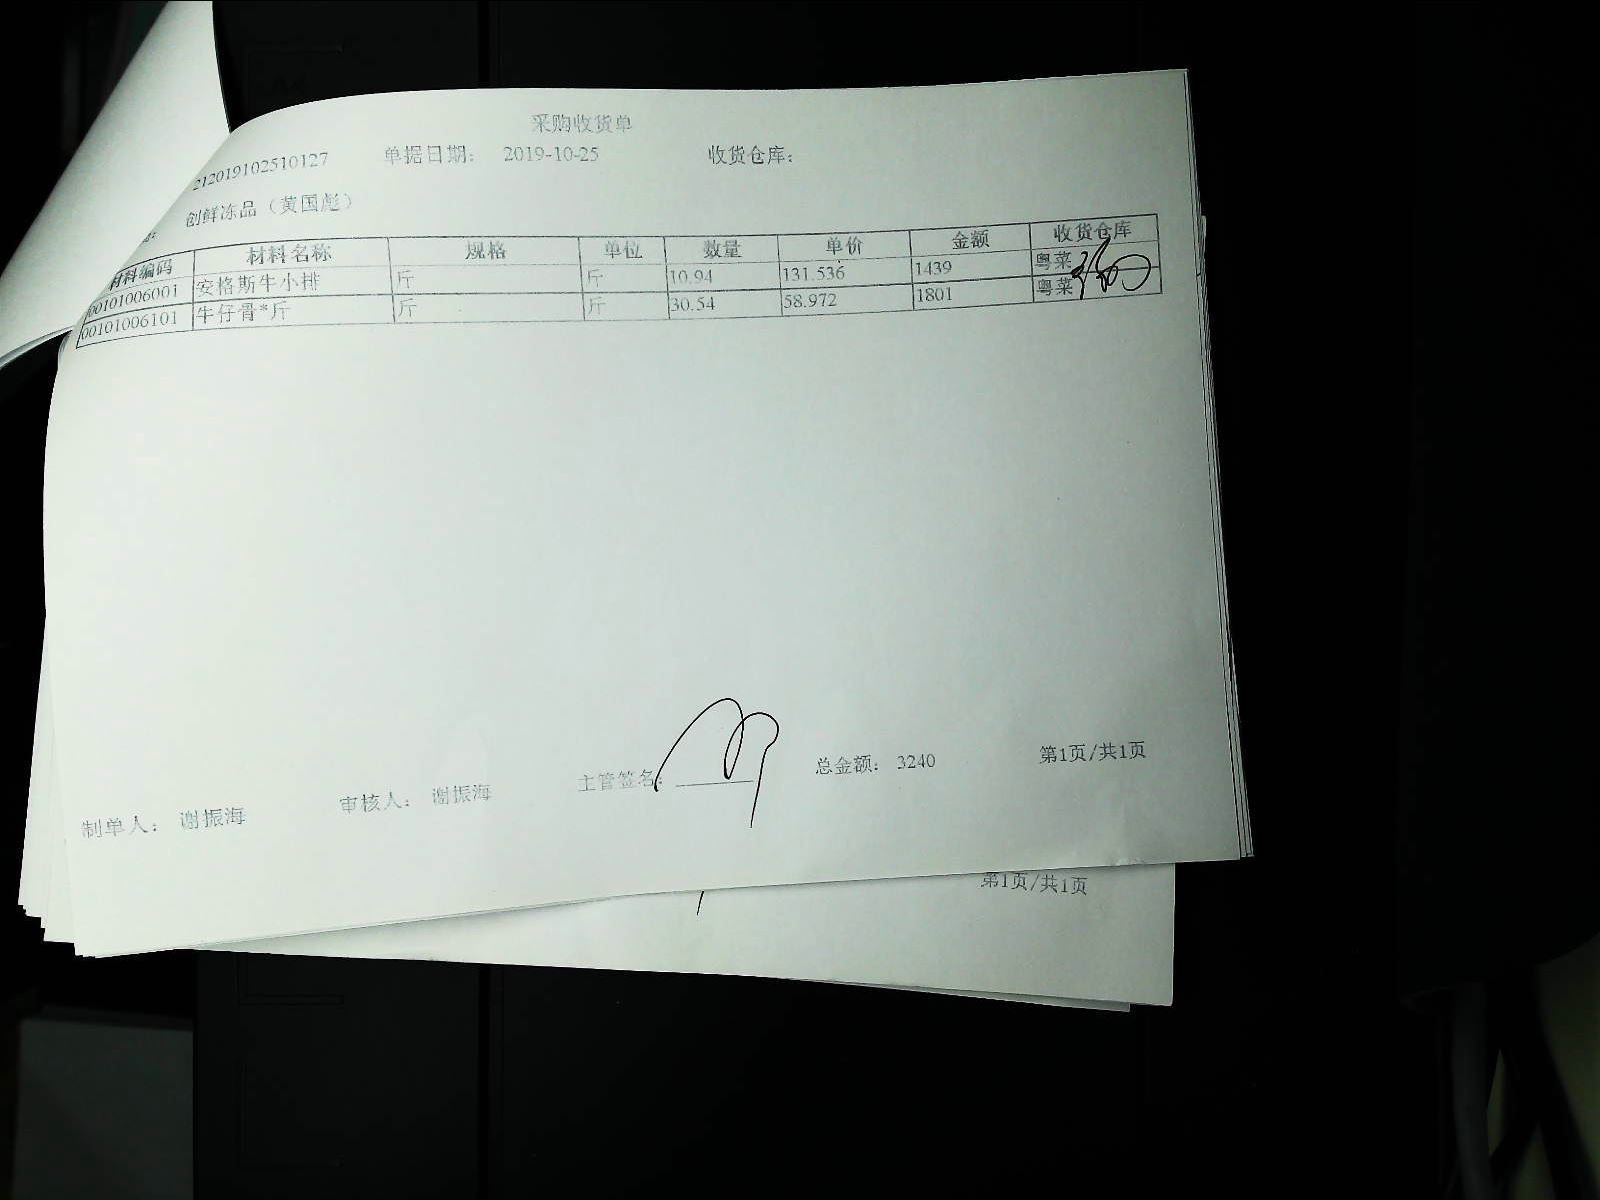 采购收货单
212019102510127 单据日期： 2019-10-25 收货仓库：
创鲜冻品（黄国彪）
材料编码 材料名称 规格 单位 数量 单价 金额 收货仓库
00101006001 安格斯牛小排 斤 斤 10.94 131.536 1439 粤菜
00101006101 牛仔骨*斤 斤 斤 30.54 58.972 1801 粤菜
制单人： 谢振海 审核人： 谢振海 主管签名： 总金额： 3240 第1页/共1页
第1页/共1页